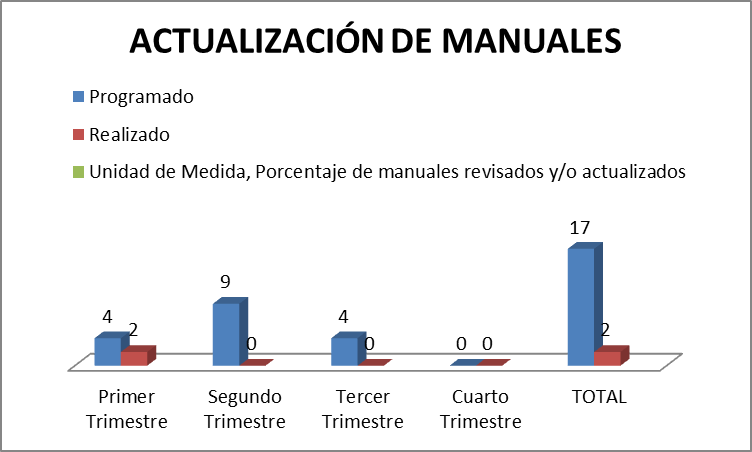 ACTUALIZACIÓN DE MANUALES
Programado
Realizado
Unidad de Medida, Porcentaje de manuales revisados y/o actualizados
4
2
9
0
4
0
0
0
17
2
Primer
Trimestre
Segundo
Trimestre
Tercer
Trimestre
Cuarto
Trimestre
TOTAL